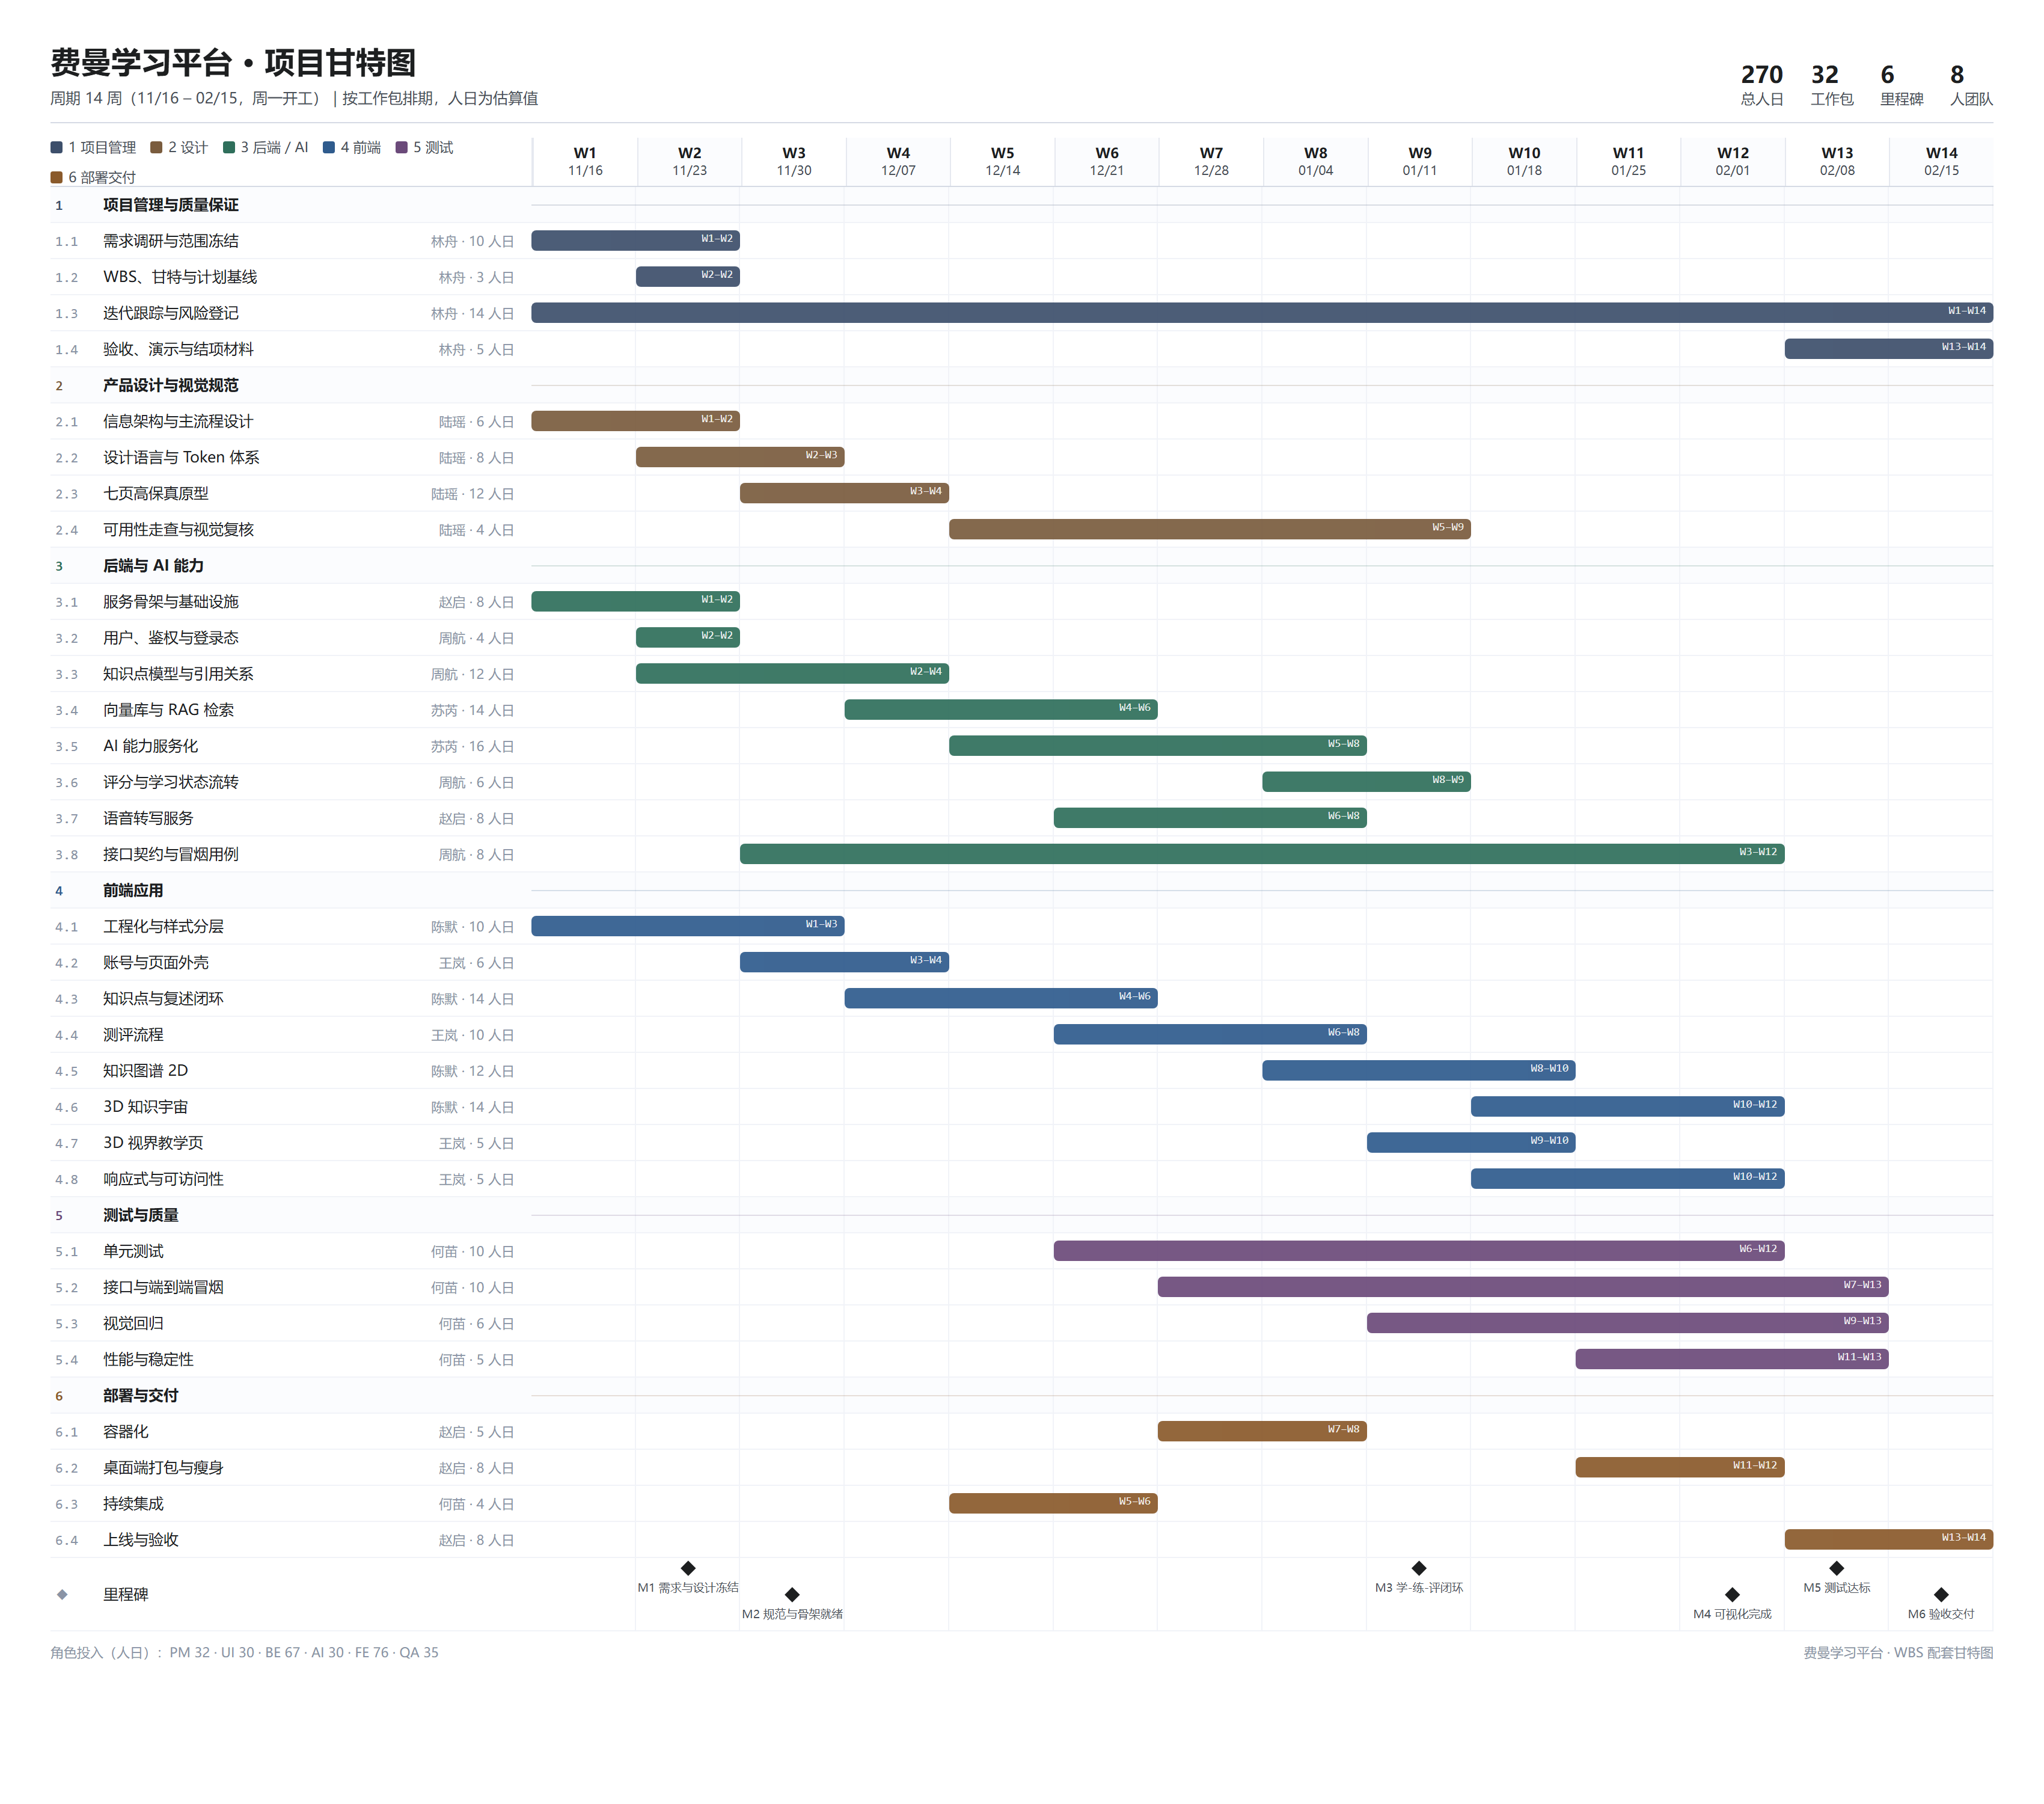 费曼学习平台 · 项目甘特图
周期 14 周（11/16 – 02/15，周一开工）｜按工作包排期，人日为估算值
270 32 6 8
总人日 工作包 里程碑 人团队
1 项目管理 2 设计 3 后端 / AI 4 前端 5 测试
6 部署交付
W1 W2 W3 W4 W5 W6 W7 W8 W9 W10 W11 W12 W13 W14
11/16 11/23 11/30 12/07 12/14 12/21 12/28 01/04 01/11 01/18 01/25 02/01 02/08 02/15
1 项目管理与质量保证
1.1 需求调研与范围冻结 林舟 · 10 人日 W1–W2
1.2 WBS、甘特与计划基线 林舟 · 3 人日 W2–W2
1.3 迭代跟踪与风险登记 林舟 · 14 人日 W1–W14
1.4 验收、演示与结项材料 林舟 · 5 人日 W13–W14
2 产品设计与视觉规范
2.1 信息架构与主流程设计 陆瑶 · 6 人日 W1–W2
2.2 设计语言与 Token 体系 陆瑶 · 8 人日 W2–W3
2.3 七页高保真原型 陆瑶 · 12 人日 W3–W4
2.4 可用性走查与视觉复核 陆瑶 · 4 人日 W5–W9
3 后端与 AI 能力
3.1 服务骨架与基础设施 赵启 · 8 人日 W1–W2
3.2 用户、鉴权与登录态 周航 · 4 人日 W2–W2
3.3 知识点模型与引用关系 周航 · 12 人日 W2–W4
3.4 向量库与 RAG 检索 苏芮 · 14 人日 W4–W6
3.5 AI 能力服务化 苏芮 · 16 人日 W5–W8
3.6 评分与学习状态流转 周航 · 6 人日 W8–W9
3.7 语音转写服务 赵启 · 8 人日 W6–W8
3.8 接口契约与冒烟用例 周航 · 8 人日 W3–W12
4 前端应用
4.1 工程化与样式分层 陈默 · 10 人日 W1–W3
4.2 账号与页面外壳 王岚 · 6 人日 W3–W4
4.3 知识点与复述闭环 陈默 · 14 人日 W4–W6
4.4 测评流程 王岚 · 10 人日 W6–W8
4.5 知识图谱 2D 陈默 · 12 人日 W8–W10
4.6 3D 知识宇宙 陈默 · 14 人日 W10–W12
4.7 3D 视界教学页 王岚 · 5 人日 W9–W10
4.8 响应式与可访问性 王岚 · 5 人日 W10–W12
5 测试与质量
5.1 单元测试 何苗 · 10 人日 W6–W12
5.2 接口与端到端冒烟 何苗 · 10 人日 W7–W13
5.3 视觉回归 何苗 · 6 人日 W9–W13
5.4 性能与稳定性 何苗 · 5 人日 W11–W13
6 部署与交付
6.1 容器化 赵启 · 5 人日 W7–W8
6.2 桌面端打包与瘦身 赵启 · 8 人日 W11–W12
6.3 持续集成 何苗 · 4 人日 W5–W6
6.4 上线与验收 赵启 · 8 人日 W13–W14
里程碑
M1 需求与设计冻结 M3 学-练-评闭环 M5 测试达标
M2 规范与骨架就绪 M4 可视化完成 M6 验收交付
角色投入（人日）：PM 32 · UI 30 · BE 67 · AI 30 · FE 76 · QA 35
费曼学习平台 · WBS 配套甘特图